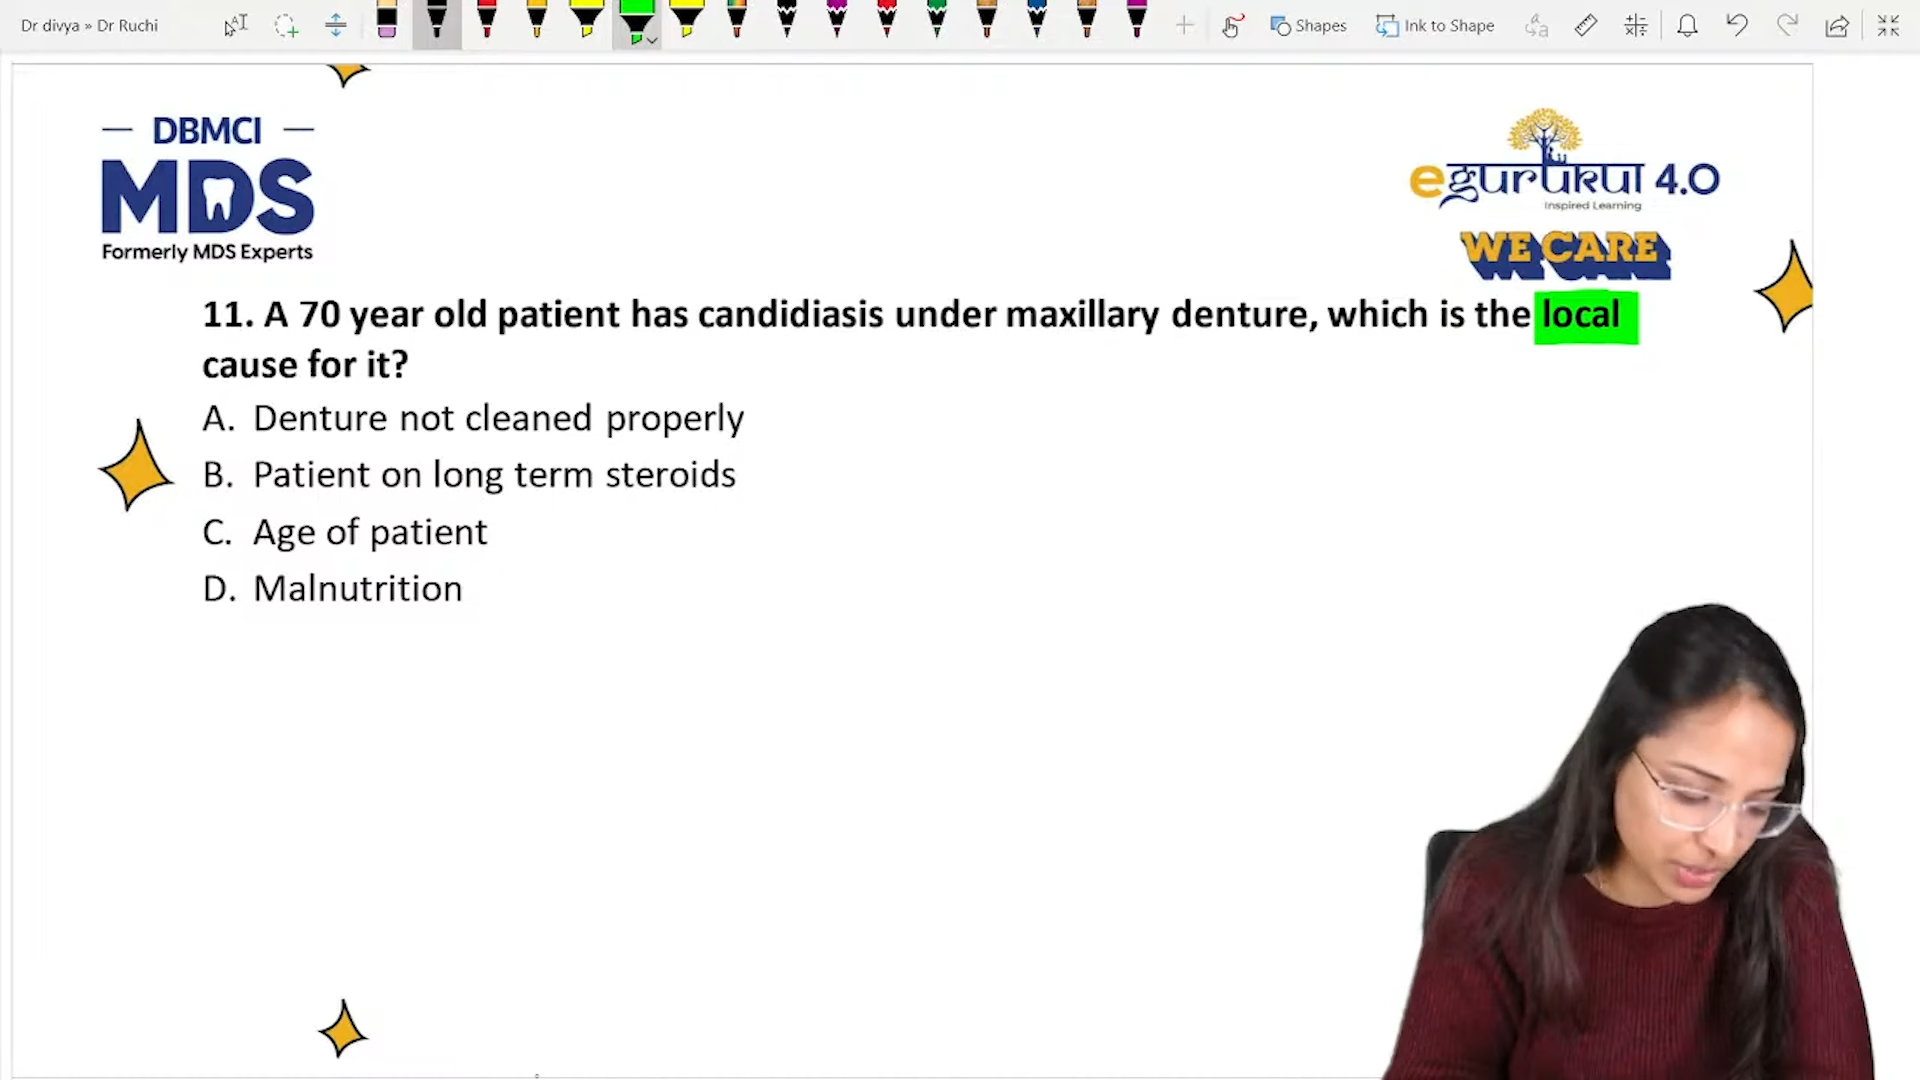 Dr divya » Dr Ruchi
Shapes
Ink to Shape
DBMCI
MDS
Formerly MDS Experts
egurukul 4.0
Inspired Learning
WE CARE
11. A 70 year old patient has candidiasis under maxillary denture, which is the local
cause for it?
A. Denture not cleaned properly
B. Patient on long term steroids
C. Age of patient
D. Malnutrition